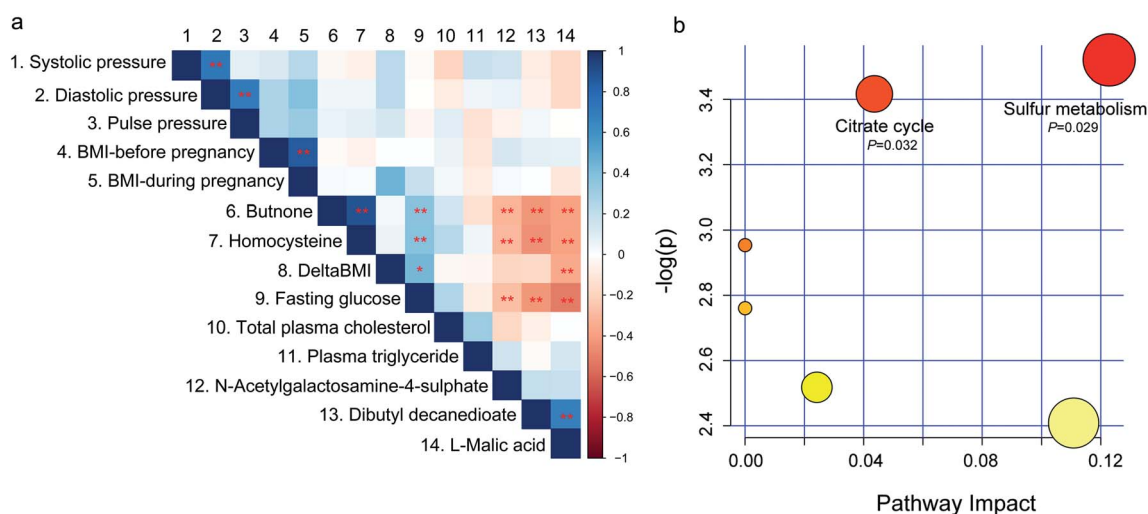 a
1 2 3 4 5 6 7 8 9 10 11 12 13 14
1. Systolic pressure **
2. Diastolic pressure **
3. Pulse pressure
4. BMI-before pregnancy **
5. BMI-during pregnancy
6. Butnone ** ** ** ** **
7. Homocysteine ** ** ** **
8. DeltaBMI * **
9. Fasting glucose ** ** **
10. Total plasma cholesterol
11. Plasma triglyceride
12. N-Acetylgalactosamine-4-sulphate
13. Dibutyl decanedioate **
14. L-Malic acid
1
0.8
0.6
0.4
0.2
0
−0.2
−0.4
−0.6
−0.8
−1
b
-log(p)
3.4
3.2
3.0
2.8
2.6
2.4
Citrate cycle
P=0.032
Sulfur metabolism
P=0.029
0.00 0.04 0.08 0.12
Pathway Impact